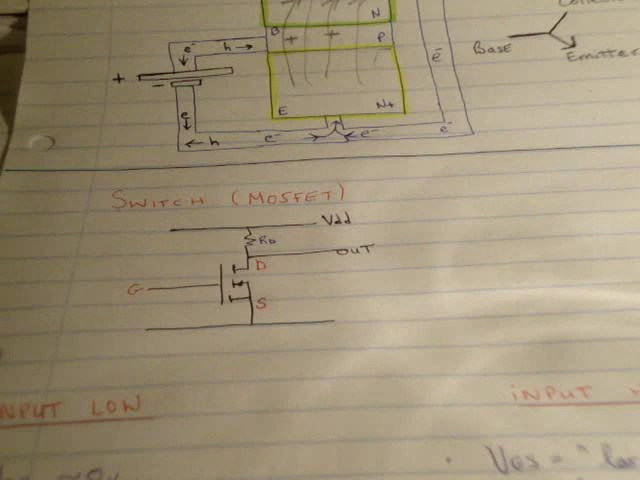 N
B + + P
e⁻ h →
+
−
E N+
e
← h e⁻ e⁻ e⁻
e⁻
Base
Emitter
SWITCH (MOSFET)
Vdd
RD
OUT
D
G
S
INPUT LOW
INPUT
VGS = "